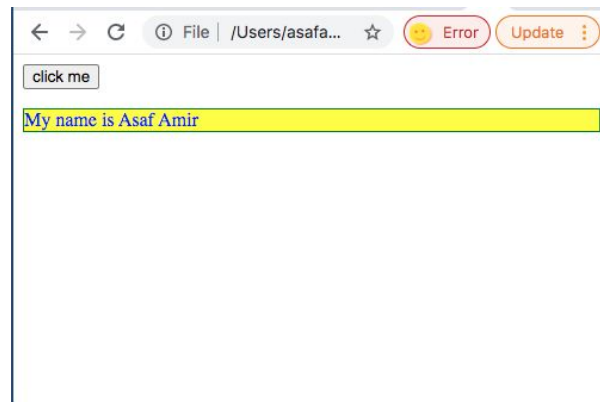 File /Users/asafa...
Error
Update
click me
My name is Asaf Amir